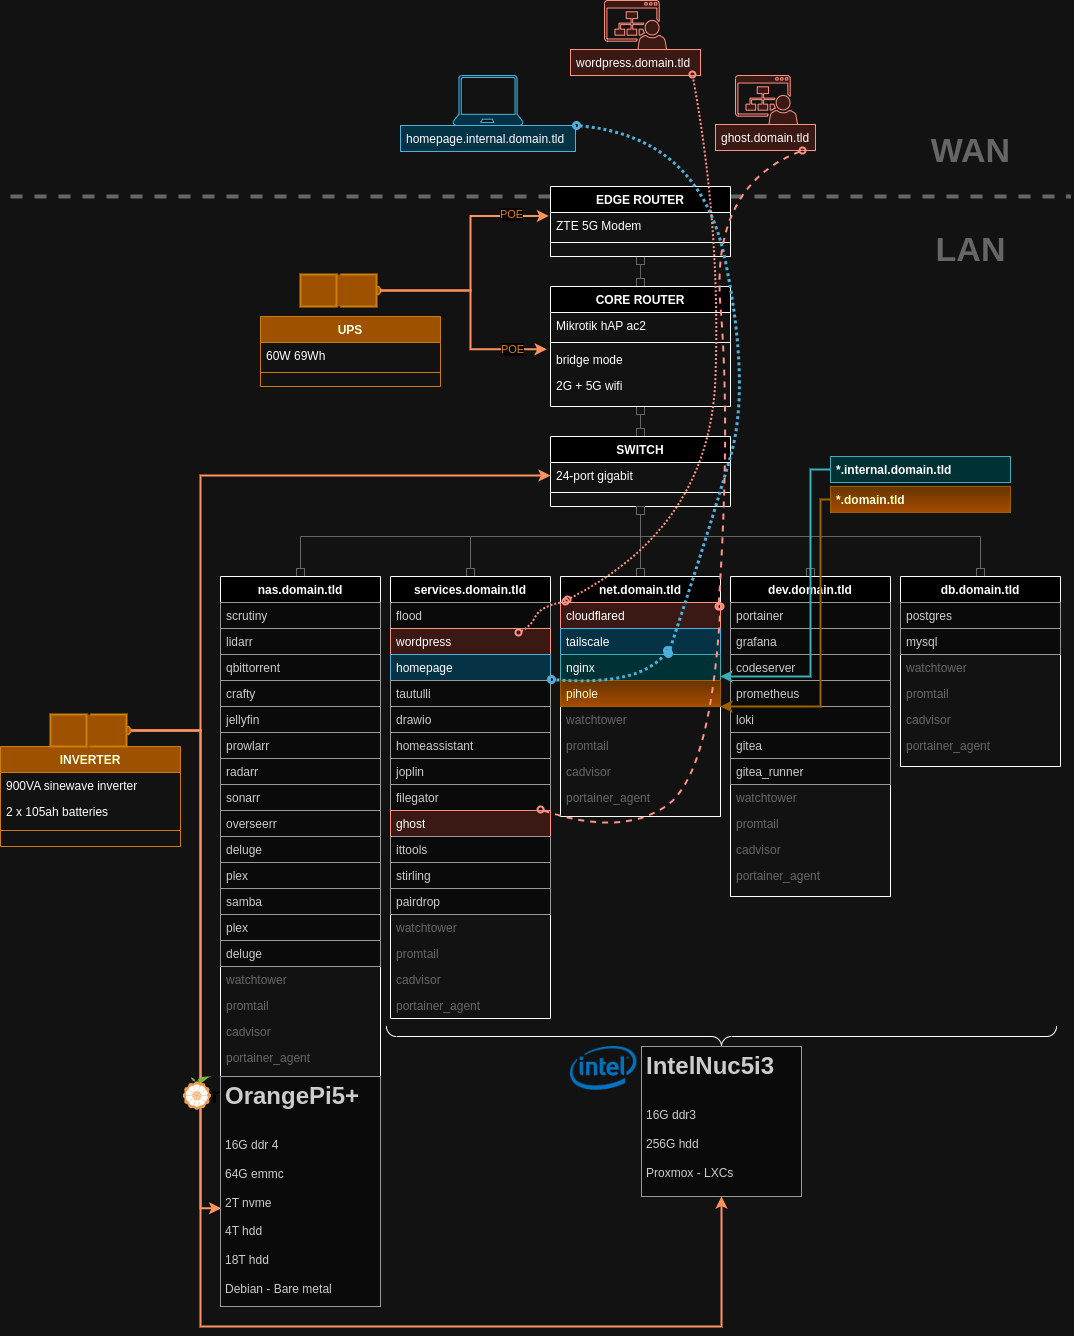 wordpress.domain.tld
homepage.internal.domain.tld
ghost.domain.tld
WAN
LAN
EDGE ROUTER
ZTE 5G Modem
POE
UPS
60W 69Wh
CORE ROUTER
Mikrotik hAP ac2
POE
bridge mode
2G + 5G wifi
SWITCH
24-port gigabit
*.internal.domain.tld
*.domain.tld
nas.domain.tld
scrutiny
lidarr
qbittorrent
crafty
jellyfin
prowlarr
radarr
sonarr
overseerr
deluge
plex
samba
plex
deluge
watchtower
promtail
cadvisor
portainer_agent
services.domain.tld
flood
wordpress
homepage
tautulli
drawio
homeassistant
joplin
filegator
ghost
ittools
stirling
pairdrop
watchtower
promtail
cadvisor
portainer_agent
net.domain.tld
cloudflared
tailscale
nginx
pihole
watchtower
promtail
cadvisor
portainer_agent
dev.domain.tld
portainer
grafana
codeserver
prometheus
loki
gitea
gitea_runner
watchtower
promtail
cadvisor
portainer_agent
db.domain.tld
postgres
mysql
watchtower
promtail
cadvisor
portainer_agent
INVERTER
900VA sinewave inverter
2 x 105ah batteries
OrangePi5+
16G ddr 4
64G emmc
2T nvme
4T hdd
18T hdd
Debian - Bare metal
intel
IntelNuc5i3
16G ddr3
256G hdd
Proxmox - LXCs